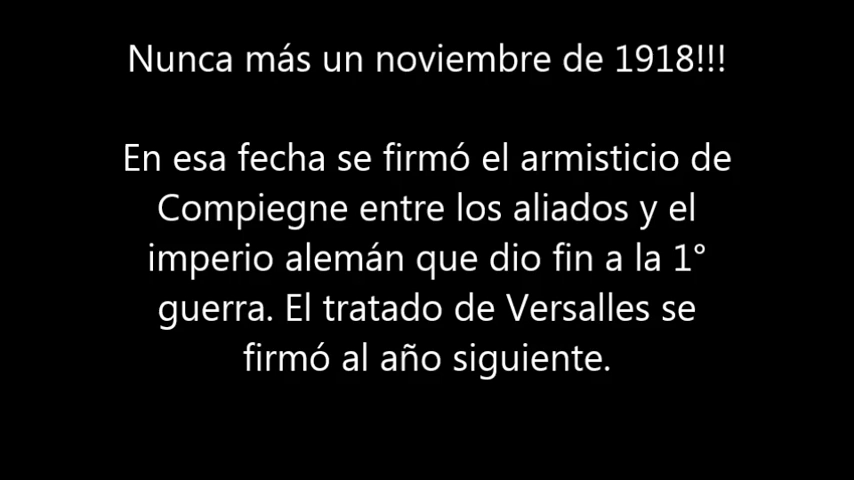 Nunca más un noviembre de 1918!!!
En esa fecha se firmó el armisticio de
Compiegne entre los aliados y el
imperio alemán que dio fin a la 1°
guerra. El tratado de Versalles se
firmó al año siguiente.